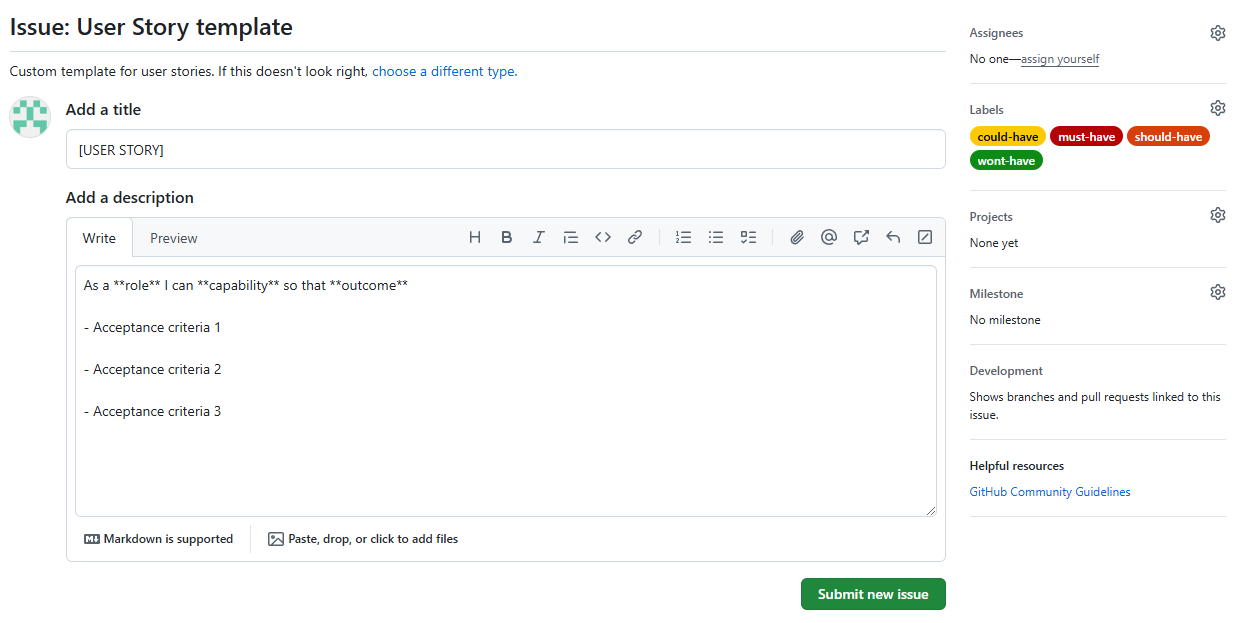 Issue: User Story template
Custom template for user stories. If this doesn't look right, choose a different type.
Add a title
[USER STORY]
Add a description
Write
Preview
H B I
As a **role** I can **capability** so that **outcome**
- Acceptance criteria 1
- Acceptance criteria 2
- Acceptance criteria 3
Markdown is supported
Paste, drop, or click to add files
Submit new issue
Assignees
No one—assign yourself
Labels
could-have must-have should-have
wont-have
Projects
None yet
Milestone
No milestone
Development
Shows branches and pull requests linked to this
issue.
Helpful resources
GitHub Community Guidelines